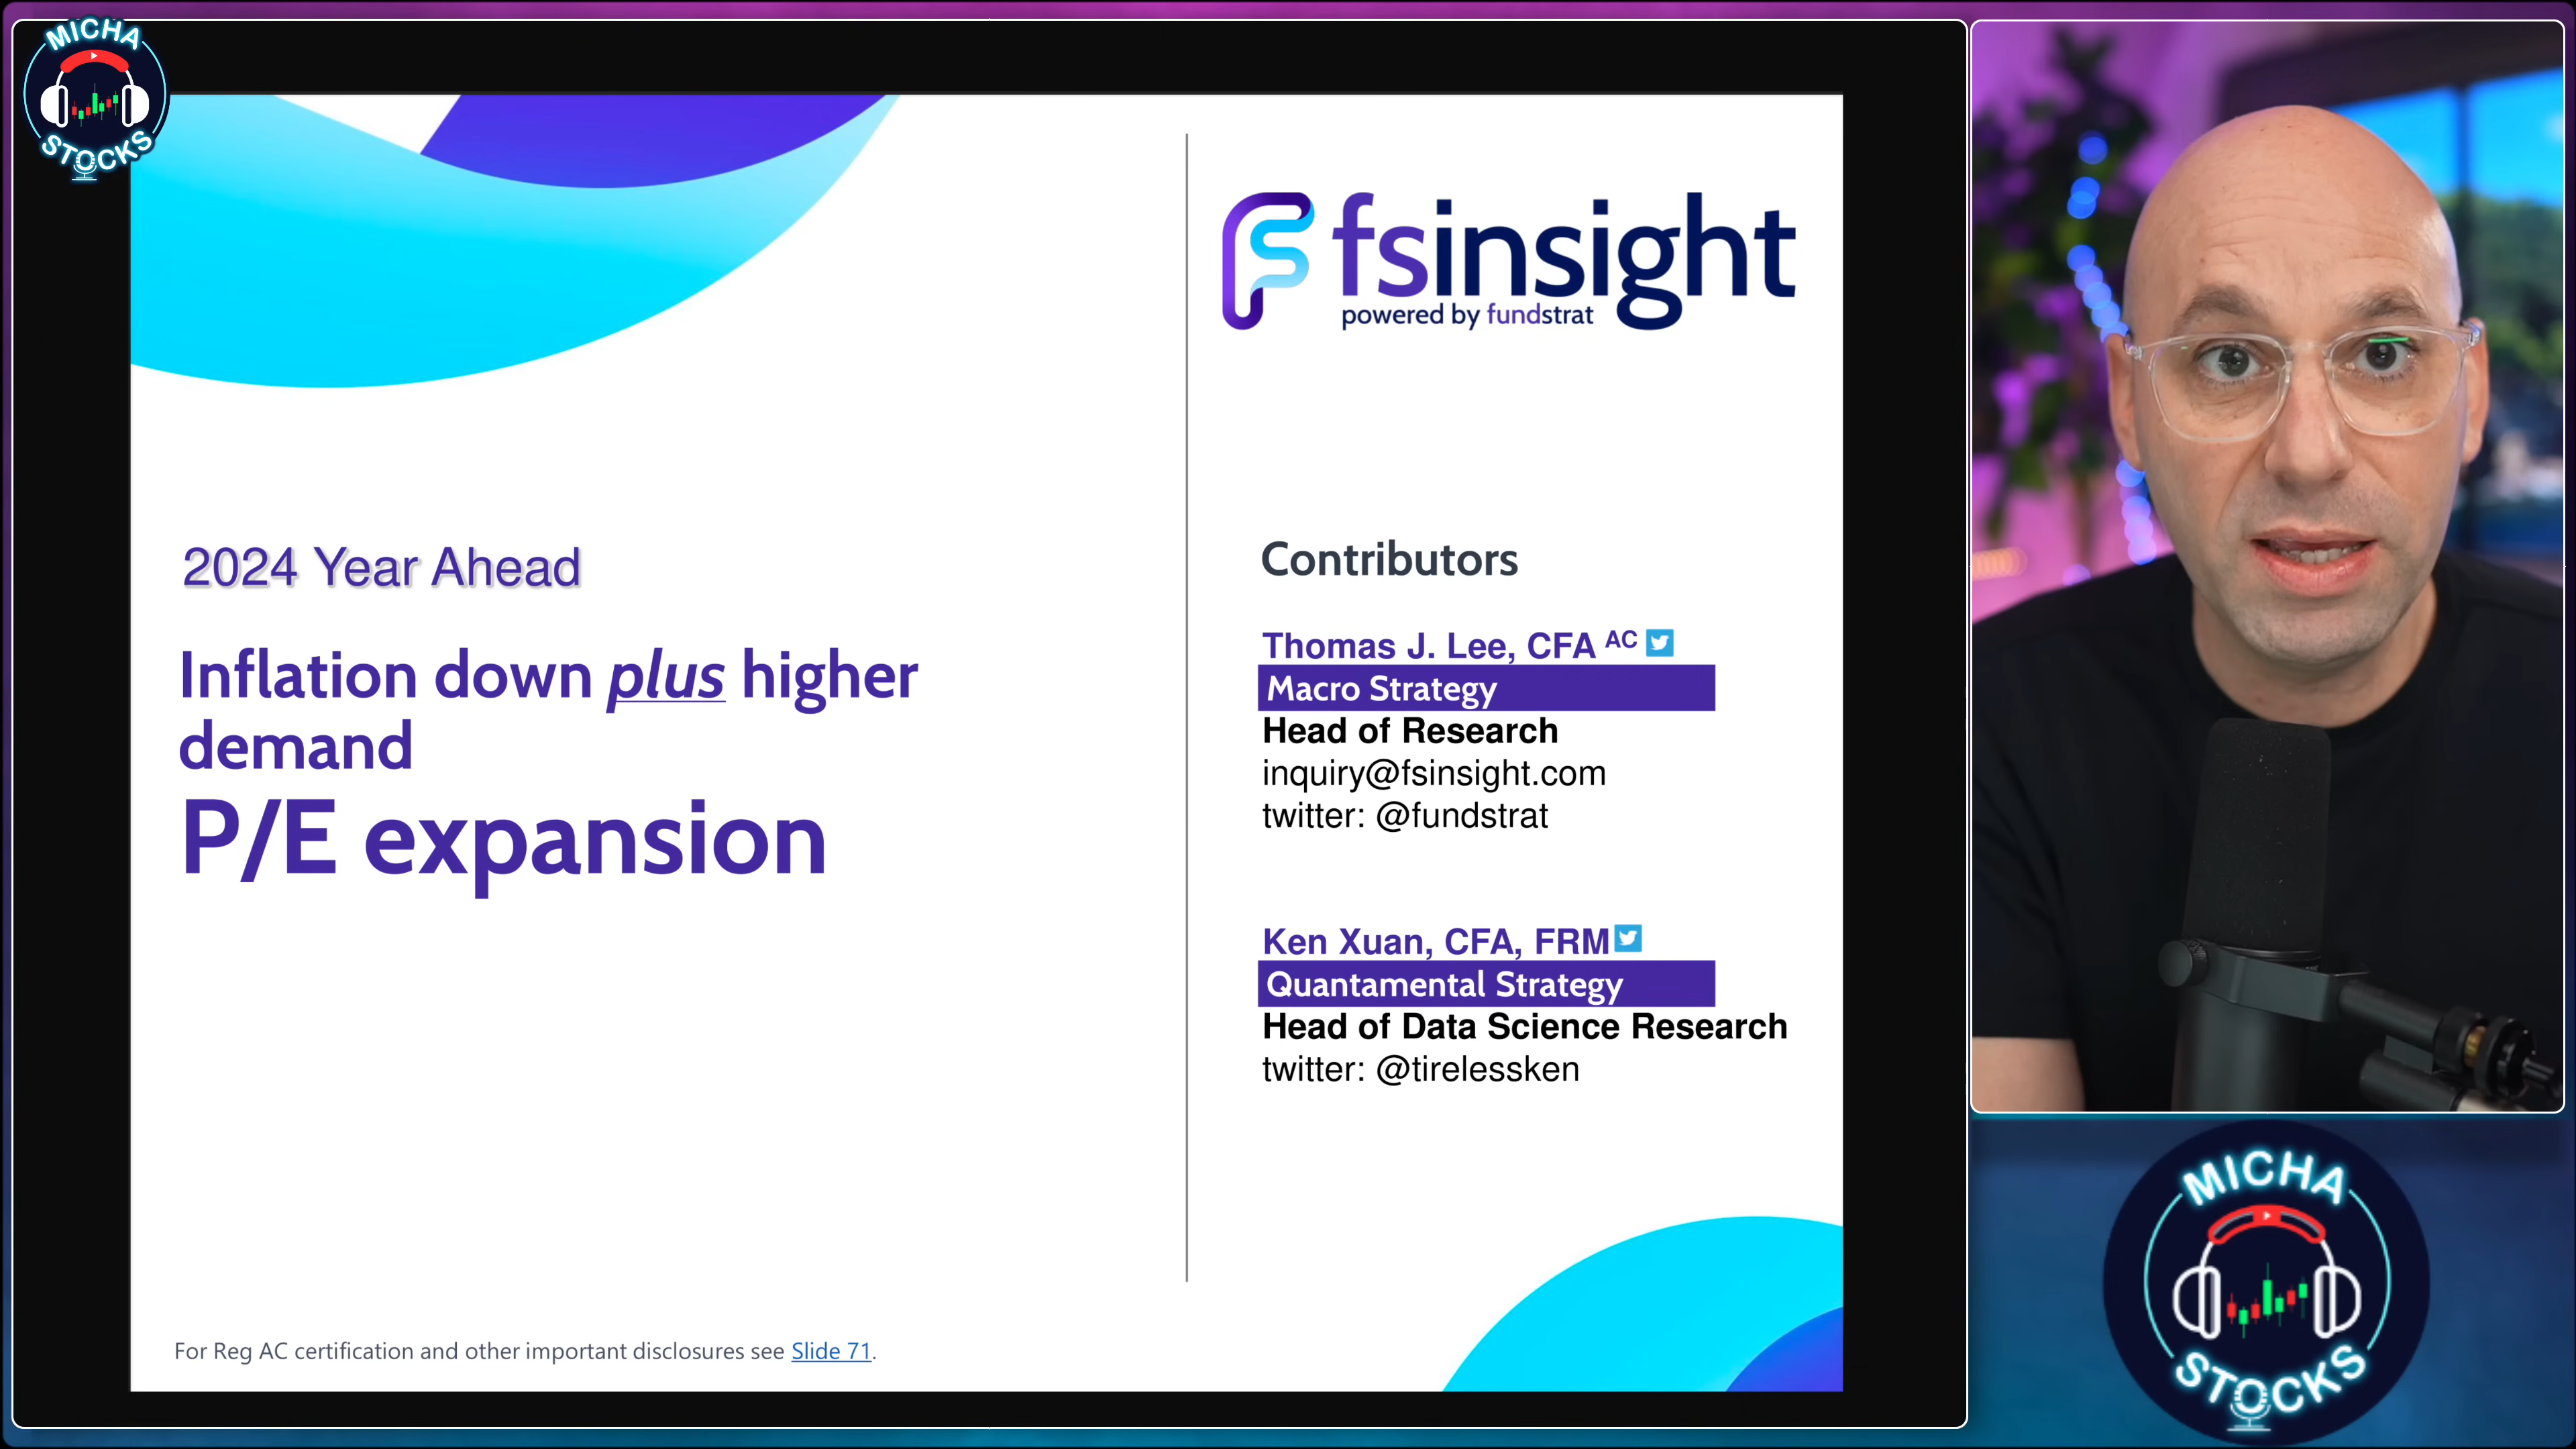 MICHA
STOCKS
fsinsight
powered by fundstrat
2024 Year Ahead
Inflation down plus higher
demand
P/E expansion
For Reg AC certification and other important disclosures see Slide 71.
Contributors
Thomas J. Lee, CFA AC
Macro Strategy
Head of Research
inquiry@fsinsight.com
twitter: @fundstrat
Ken Xuan, CFA, FRM
Quantamental Strategy
Head of Data Science Research
twitter: @tirelessken
MICHA
STOCKS